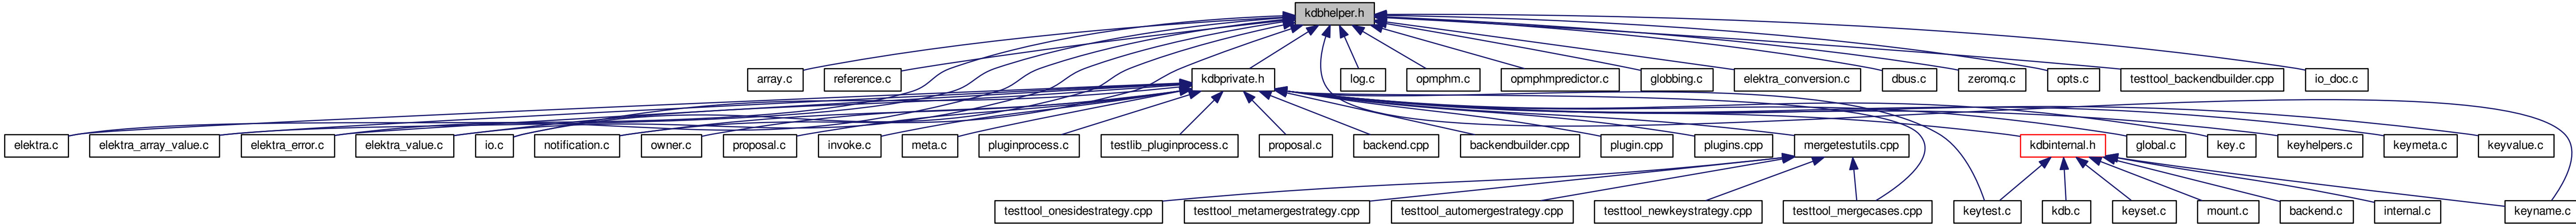 kdbhelper.h
array.c
reference.c
kdbprivate.h
log.c
opmphm.c
opmphmpredictor.c
globbing.c
elektra_conversion.c
dbus.c
zeromq.c
opts.c
testtool_backendbuilder.cpp
io_doc.c
elektra.c
elektra_array_value.c
elektra_error.c
elektra_value.c
io.c
notification.c
owner.c
proposal.c
invoke.c
meta.c
pluginprocess.c
testlib_pluginprocess.c
proposal.c
backend.cpp
backendbuilder.cpp
plugin.cpp
plugins.cpp
mergetestutils.cpp
kdbinternal.h
global.c
key.c
keyhelpers.c
keymeta.c
keyvalue.c
testtool_onesidestrategy.cpp
testtool_metamergestrategy.cpp
testtool_automergestrategy.cpp
testtool_newkeystrategy.cpp
testtool_mergecases.cpp
keytest.c
kdb.c
keyset.c
mount.c
backend.c
internal.c
keyname.c